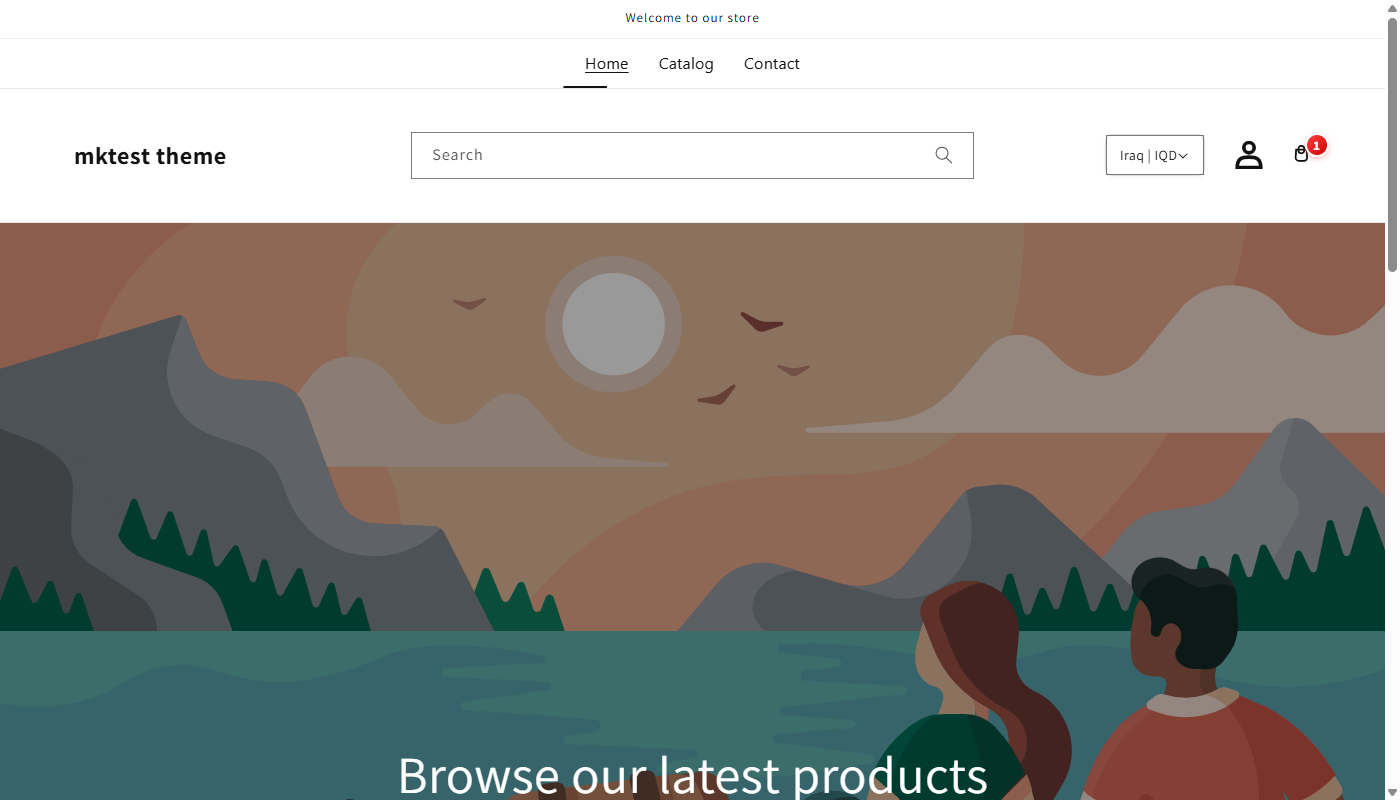 Welcome to our store
Home Catalog Contact
mktest theme
Search
Iraq | IQD
1
Browse our latest products